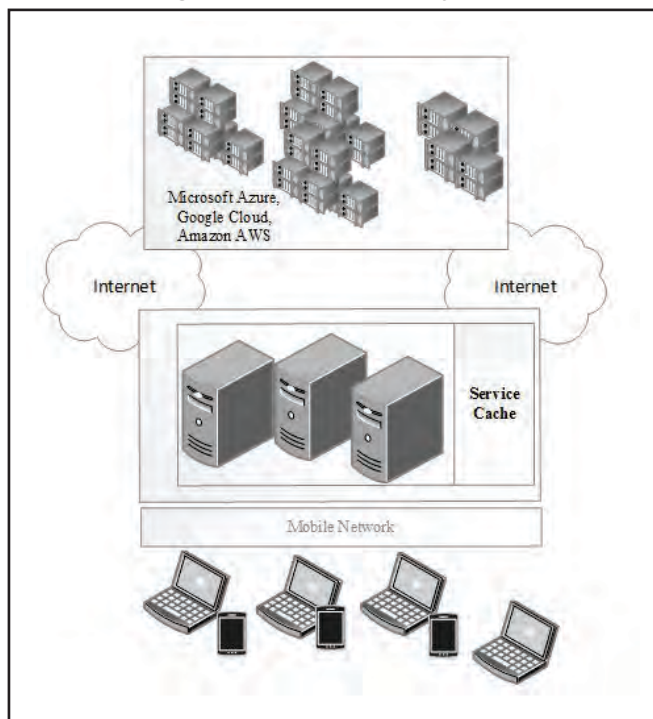 Microsoft Azure,
Google Cloud,
Amazon AWS
Internet
Internet
Service
Cache
Mobile Network